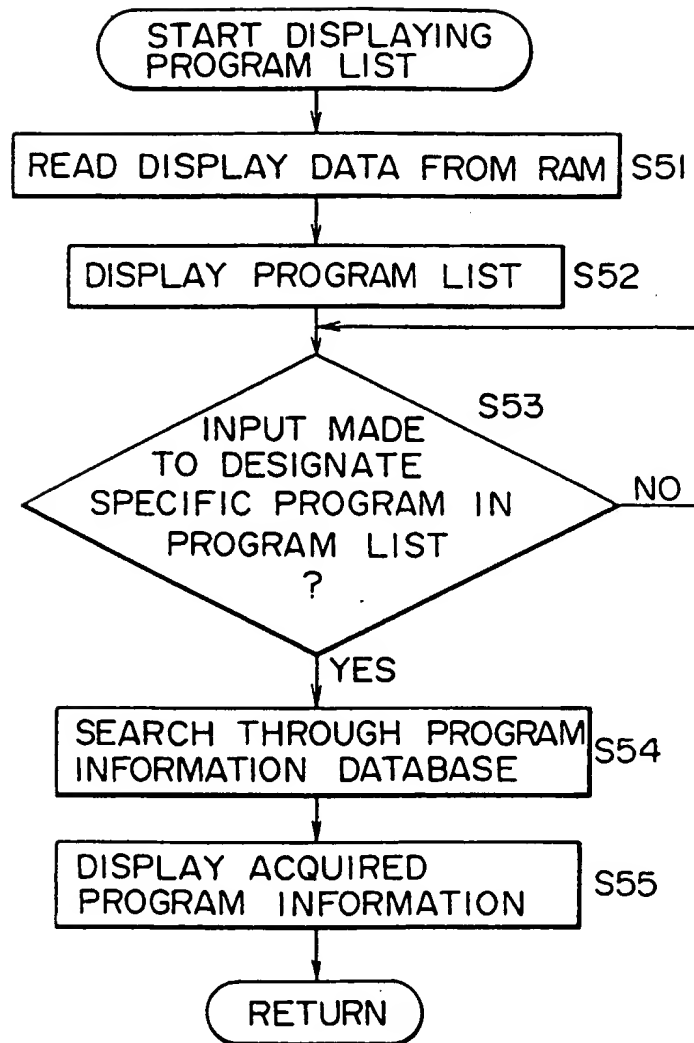 START DISPLAYING
PROGRAM LIST
READ DISPLAY DATA FROM RAM
S51
DISPLAY PROGRAM LIST
S52
S53
INPUT MADE
TO DESIGNATE
SPECIFIC PROGRAM IN
PROGRAM LIST
?
NO
YES
SEARCH THROUGH PROGRAM
INFORMATION DATABASE
S54
DISPLAY ACQUIRED
PROGRAM INFORMATION
S55
RETURN